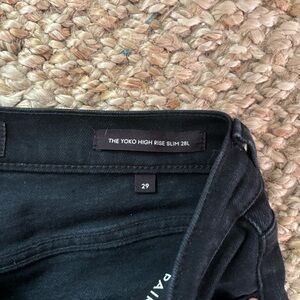 THE YOKO HIGH RISE SLIM 28L
29